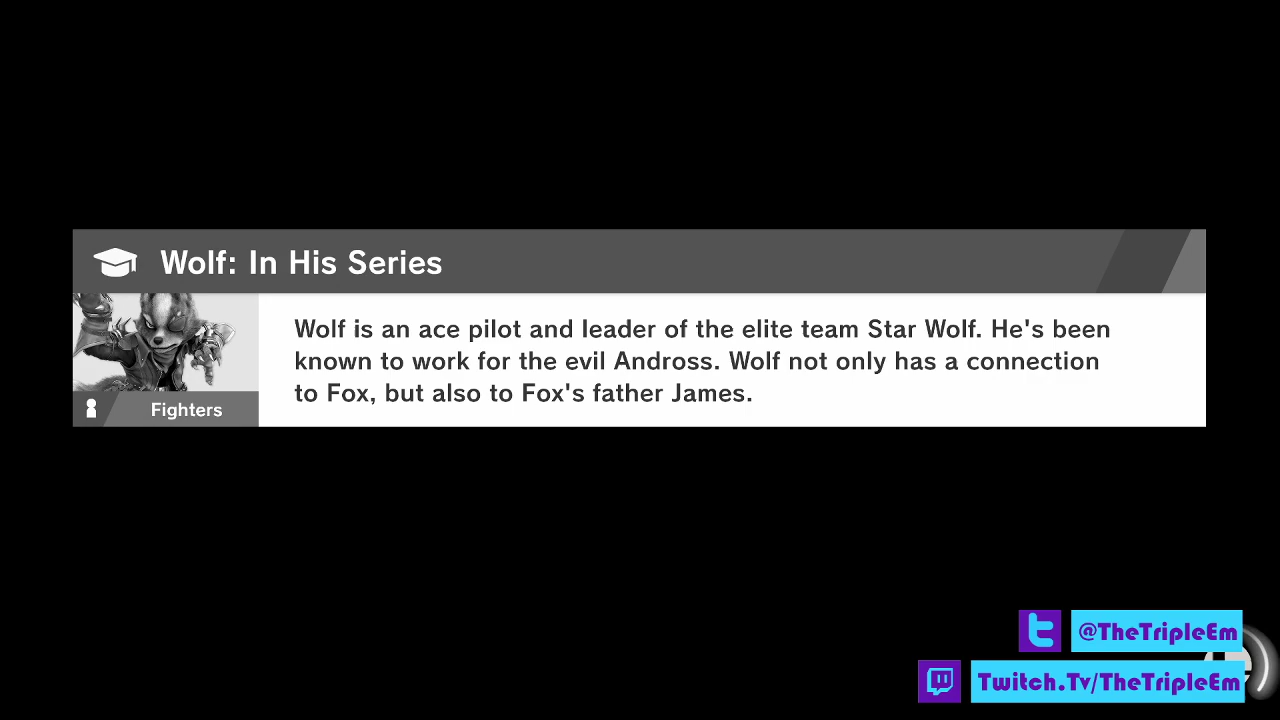 Wolf: In His Series
Wolf is an ace pilot and leader of the elite team Star Wolf. He's been
known to work for the evil Andross. Wolf not only has a connection
to Fox, but also to Fox's father James.
Fighters
@TheTripleEm
Twitch.Tv/TheTripleEm